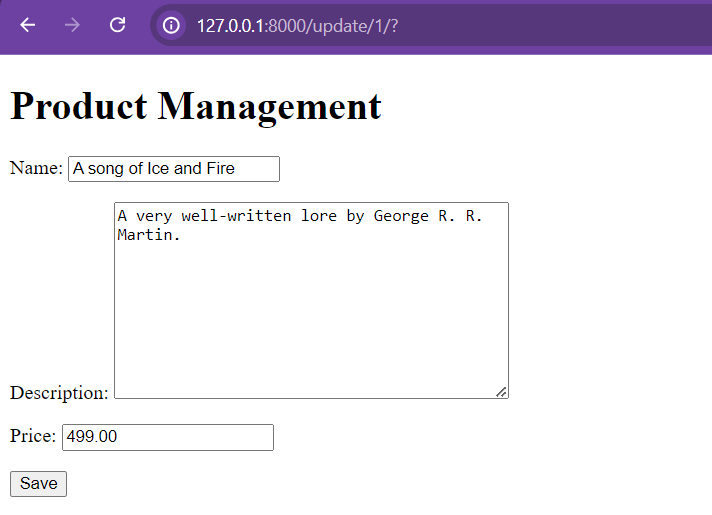 127.0.0.1:8000/update/1/?
Product Management
Name: A song of Ice and Fire
A very well-written lore by George R. R.
Martin.
Description:
Price: 499.00
Save